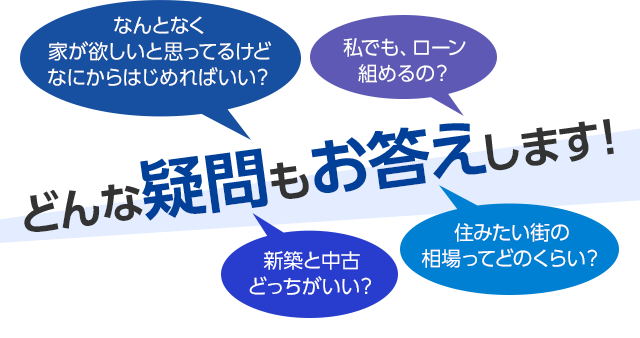 なんとなく
家が欲しいと思ってるけど
なにからはじめればいい?
私でも、ローン
組めるの?
どんな疑問もお答えします!
新築と中古
どっちがいい?
住みたい街の
相場ってどのくらい?